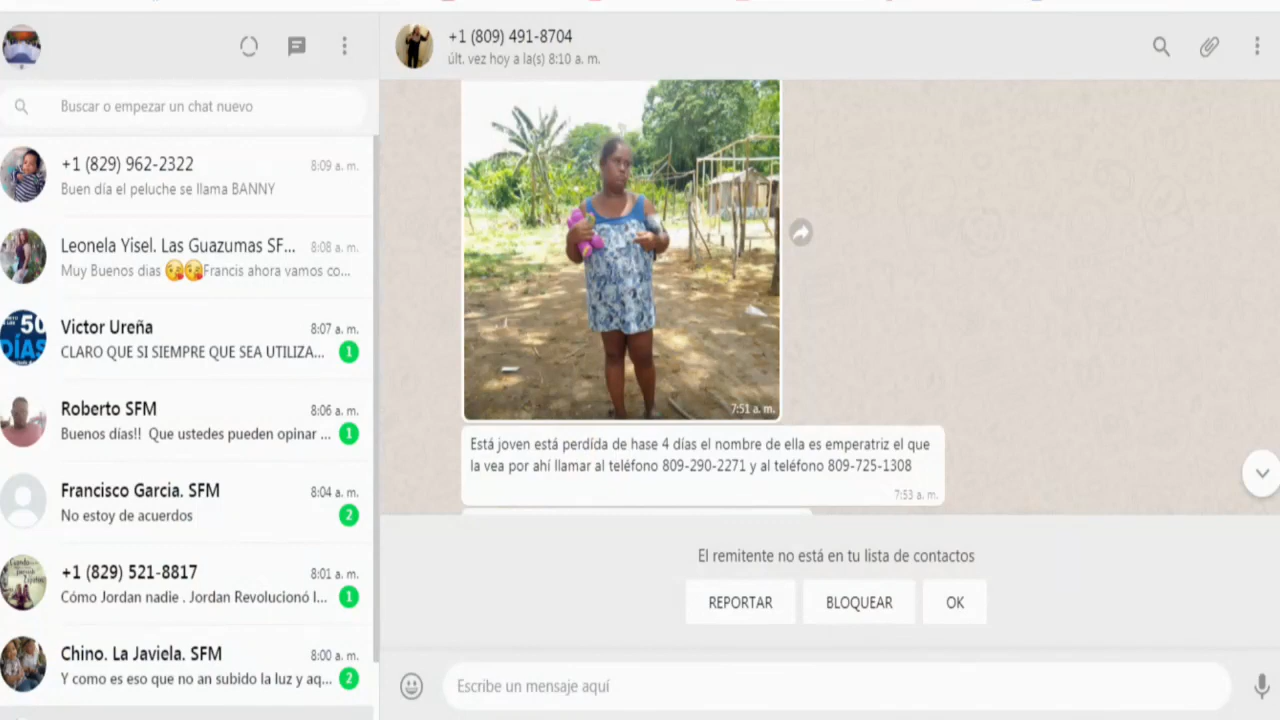 Buscar o empezar un chat nuevo
+1 (829) 962-2322
8:09 a. m.
Buen día el peluche se llama BANNY
Leonela Yisel. Las Guazumas SF...
8:08 a. m.
Muy Buenos dias 😘😘Francis ahora vamos co...
50
DÍAS
Victor Ureña
8:07 a. m.
CLARO QUE SI SIEMPRE QUE SEA UTILIZA...
1
Roberto SFM
8:06 a. m.
Buenos días!! Que ustedes pueden opinar ...
1
Francisco Garcia. SFM
8:04 a. m.
No estoy de acuerdos
2
+1 (829) 521-8817
8:01 a. m.
Cómo Jordan nadie . Jordan Revolucionó l...
1
Chino. La Javiela. SFM
8:00 a. m.
Y como es eso que no an subido la luz y aq...
2
+1 (809) 491-8704
últ. vez hoy a la(s) 8:10 a. m.
7:51 a. m.
Está joven está perdída de hase 4 días el nombre de ella es emperatriz el que
la vea por ahí llamar al teléfono 809-290-2271 y al teléfono 809-725-1308
7:53 a. m.
El remitente no está en tu lista de contactos
REPORTAR
BLOQUEAR
OK
Escribe un mensaje aquí